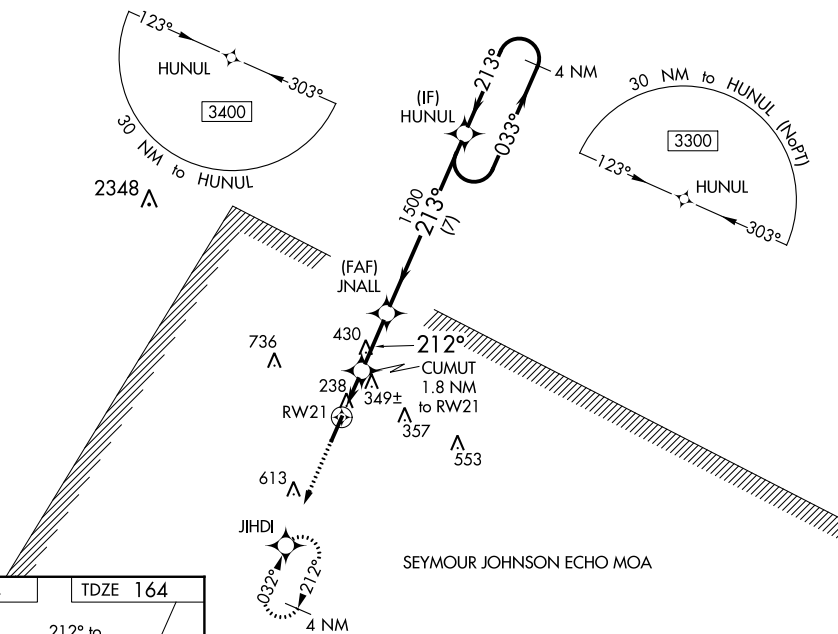 123°
HUNUL
303°
3400
30 NM to HUNUL
2348
213°
4 NM
(IF)
HUNUL
033°
30 NM to HUNUL (NoPT)
3300
123°
HUNUL
303°
1500
213°
(7)
(FAF)
JNALL
736
430
212°
CUMUT
1.8 NM
to RW21
238
349±
RW21
357
553
613
JIHDI
SEYMOUR JOHNSON ECHO MOA
032°
212°
4 NM
TDZE 164
212° to